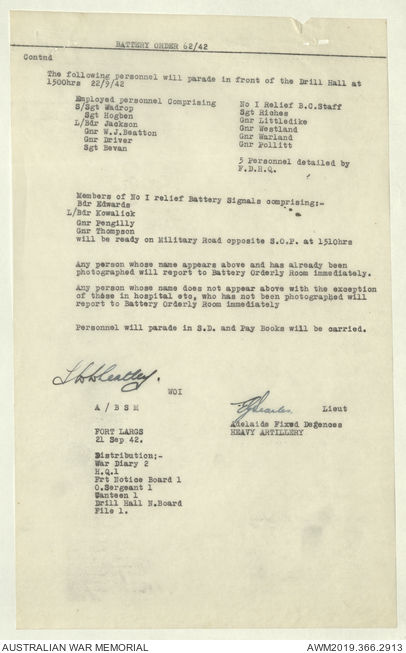 BATTERY ORDER 62/42
Contnd
The following personnel will parade in front of the Drill Hall at
1500hrs 22/9/42
Employed personnel Comprising
S/Sgt Wadrop
Sgt Hogben
L/Bdr Jackson
Gnr W.J.Beatton
Gnr Driver
Sgt Bevan
No I Relief B.C.Staff
Sgt Riches
Gnr Littledike
Gnr Westland
Gnr Warland
Gnr Pollitt
5 Personnel detailed by
F.D.H.Q.
Members of No I relief Battery Signals comprising:-
Bdr Edwards
L/Bdr Kowalick
Gnr Pengilly
Gnr Thompson
will be ready on Military Road opposite S.O.P. at 1510hrs
Any person whose name appears above and has already been
photographed will report to Battery Orderly Room immediately.
Any person whose name does not appear above with the exception
of those in hospital etc, who has not been photographed will
report to Battery Orderly Room immediately
Personnel will parade in S.D. and Pay Books will be carried.
WOI
A / B S M
Lieut
Adelaide Fixed Degences
HEAVY ARTILLERY
FORT LARGS
21 Sep 42.
Distribution;-
War Diary 2
H.Q.1
Frt Notice Board 1
O.Sergeant 1
Canteen 1
Drill Hall N.Board
File 1.
AUSTRALIAN WAR MEMORIAL
AWM2019.366.2913